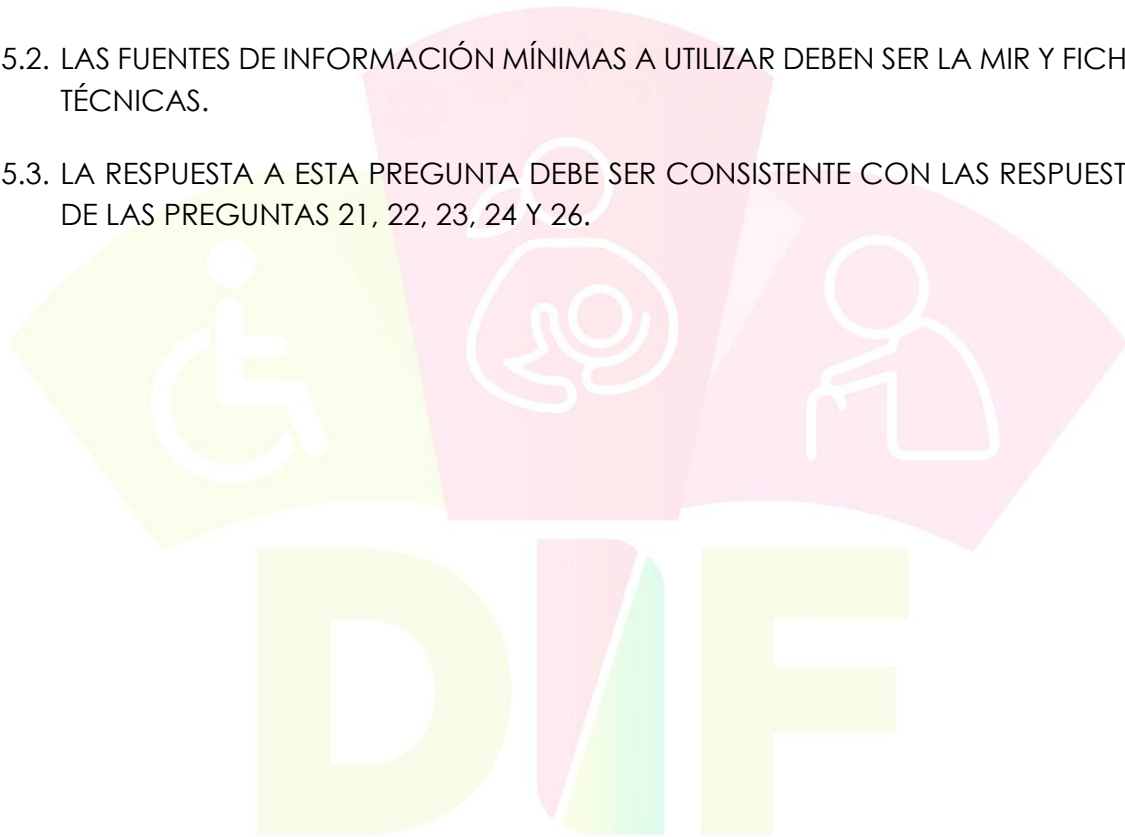 5.2. LAS FUENTES DE INFORMACIÓN MÍNIMAS A UTILIZAR DEBEN SER LA MIR Y FICH
TÉCNICAS.
5.3. LA RESPUESTA A ESTA PREGUNTA DEBE SER CONSISTENTE CON LAS RESPUEST
DE LAS PREGUNTAS 21, 22, 23, 24 Y 26.
DIF